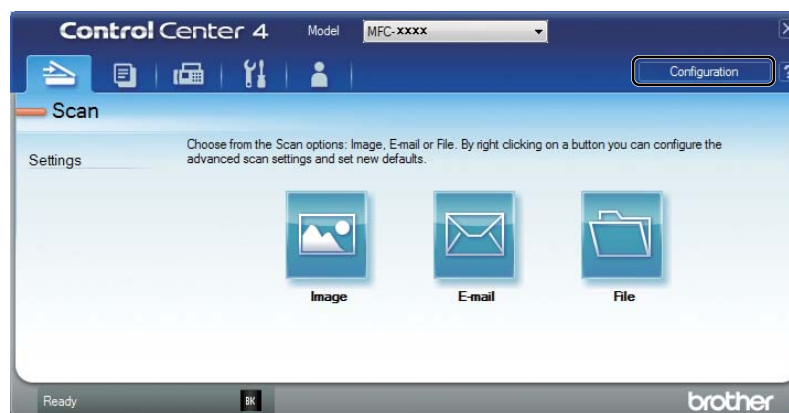 Control Center 4 Model MFC-xxxx
Configuration ?
Scan
Settings
Choose from the Scan options: Image, E-mail or File. By right clicking on a button you can configure the
advanced scan settings and set new defaults.
Image E-mail File
Ready BK brother